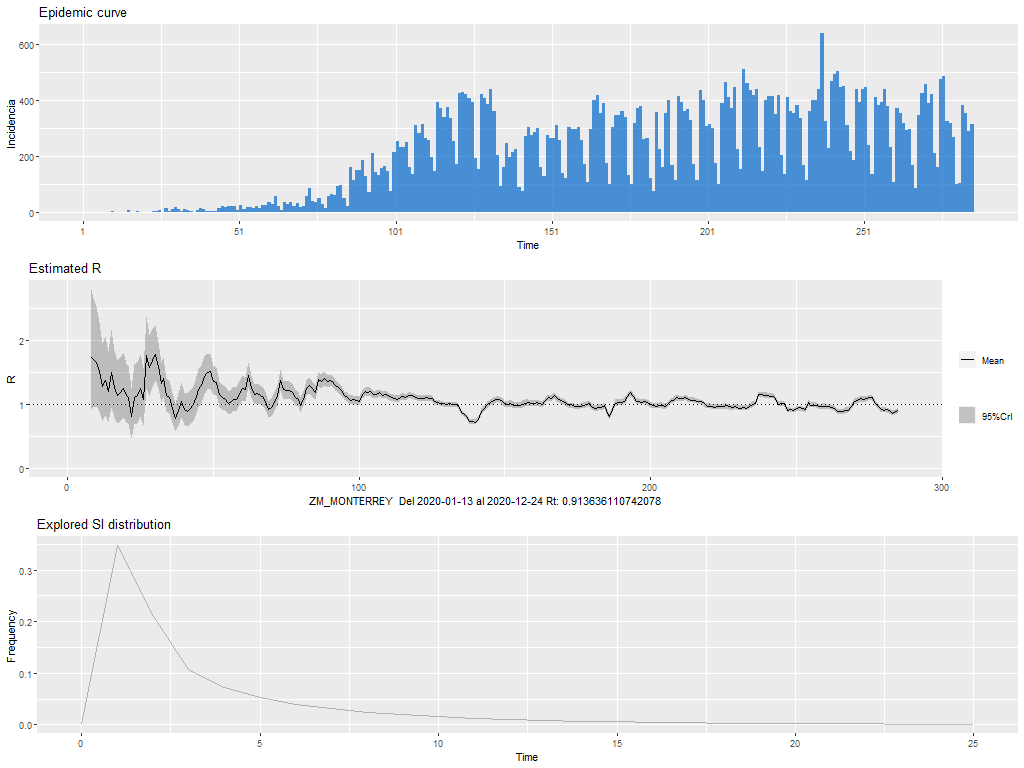 Epidemic curve
600
400
200
0
Incidencia
1 51 101 151 201 251
Time
Estimated R
2
1
0
R
0 100 200 300
ZM_MONTERREY Del 2020-01-13 al 2020-12-24 Rt: 0.913636110742078
Mean
95%CrI
Explored SI distribution
0.3
0.2
0.1
0.0
Frequency
0 5 10 15 20 25
Time